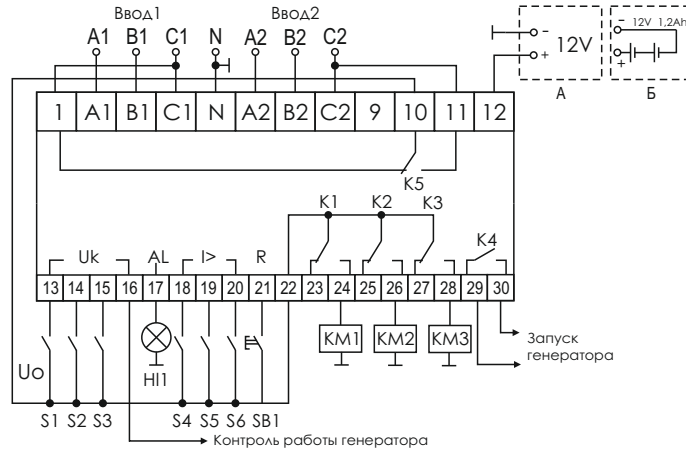 Ввод1 Ввод2
A1 B1 C1 N A2 B2 C2
- 12V + А
- 12V 1,2Ah + Б
1 A1 B1 C1 N A2 B2 C2 9 10 11 12
K5
K1 K2 K3
K4
Uk AL I> R
13 14 15 16 17 18 19 20 21 22 23 24 25 26 27 28 29 30
Uo
HI1
KM1 KM2 KM3
Запуск
генератора
S1 S2 S3 S4 S5 S6 SB1
Контроль работы генератора